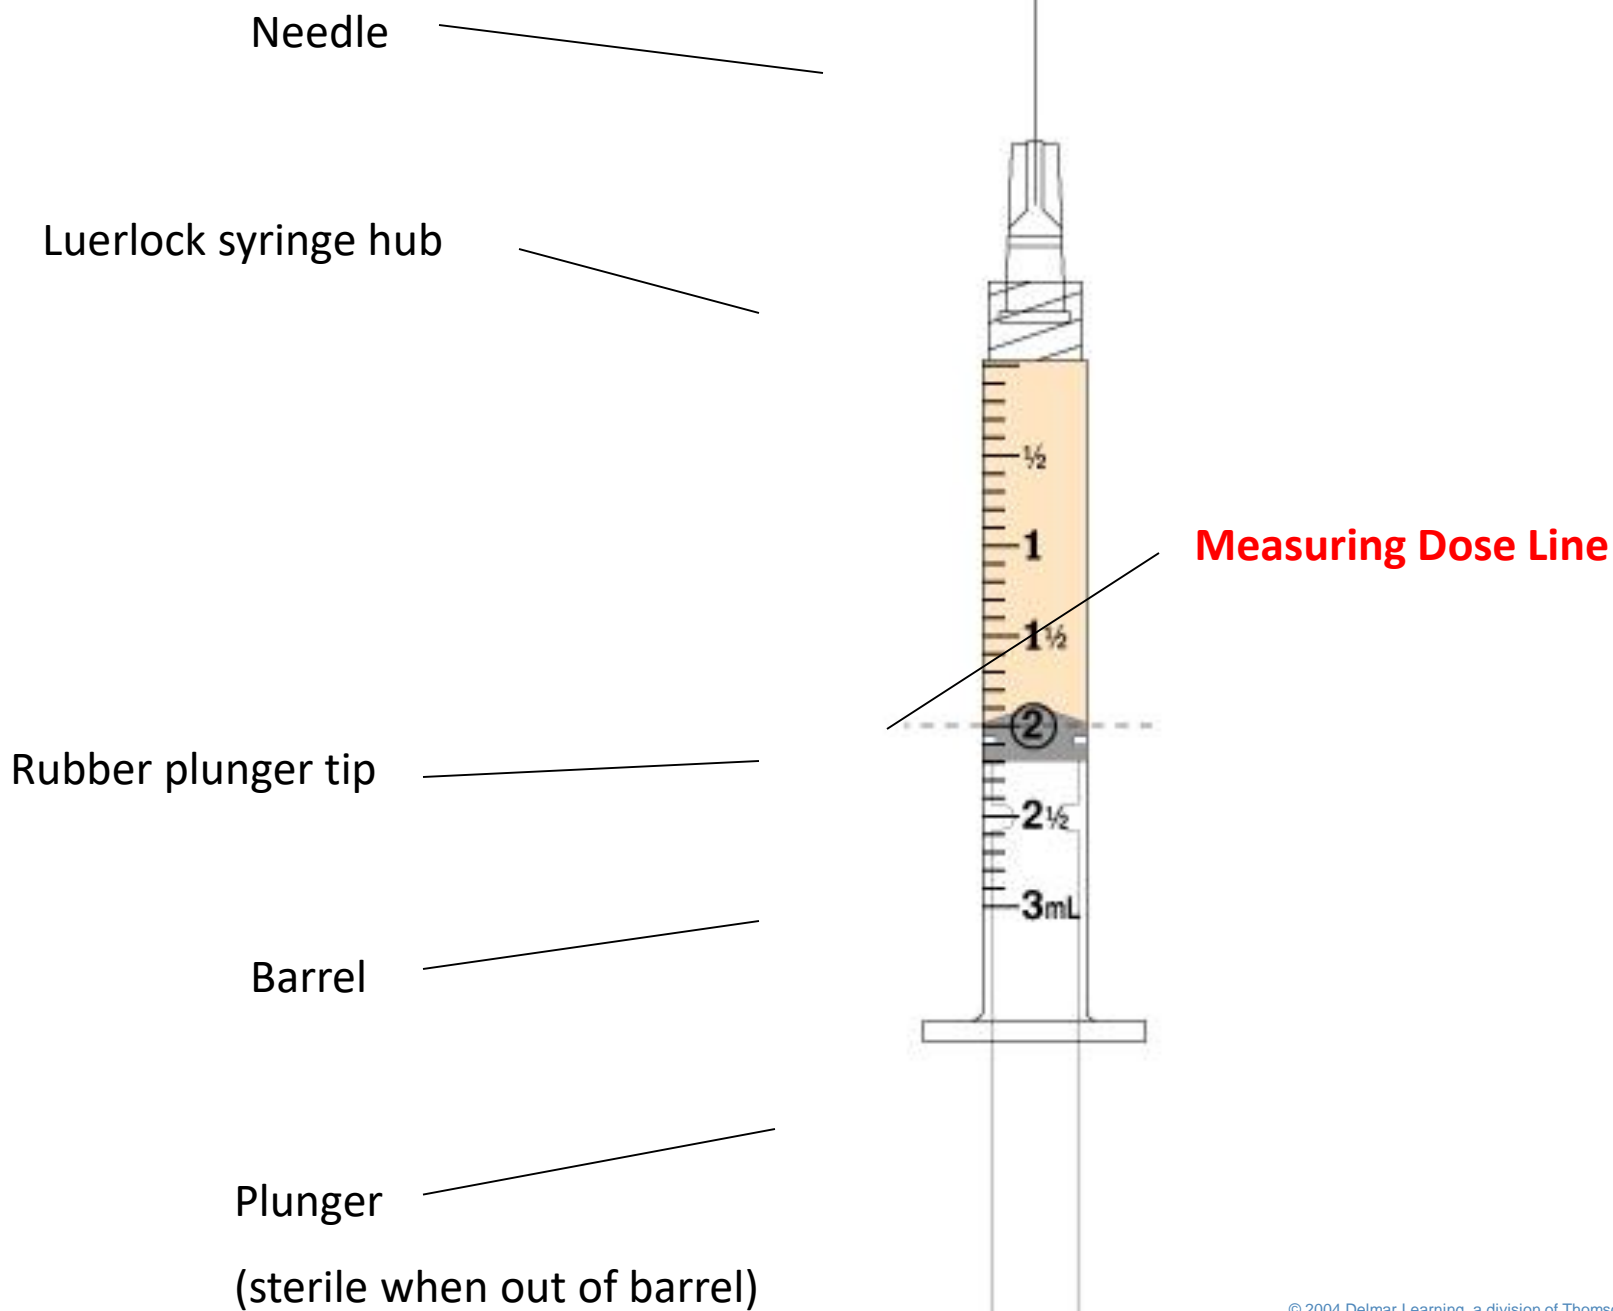 Needle
Luerlock syringe hub
½
1
Measuring Dose Line
1½
2
Rubber plunger tip
2½
3mL
Barrel
Plunger
(sterile when out of barrel)
© 2004 Delmar Learning, a division of Thomson